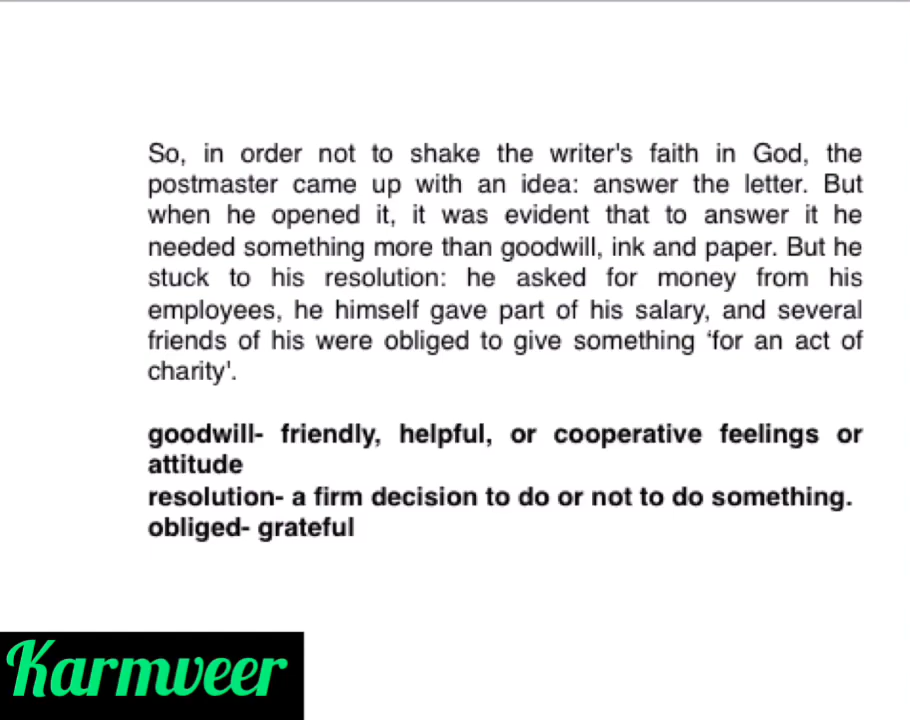 So, in order not to shake the writer's faith in God, the
postmaster came up with an idea: answer the letter. But
when he opened it, it was evident that to answer it he
needed something more than goodwill, ink and paper. But he
stuck to his resolution: he asked for money from his
employees, he himself gave part of his salary, and several
friends of his were obliged to give something ‘for an act of
charity'.
goodwill- friendly, helpful, or cooperative feelings or
attitude
resolution- a firm decision to do or not to do something.
obliged- grateful
Karmveer